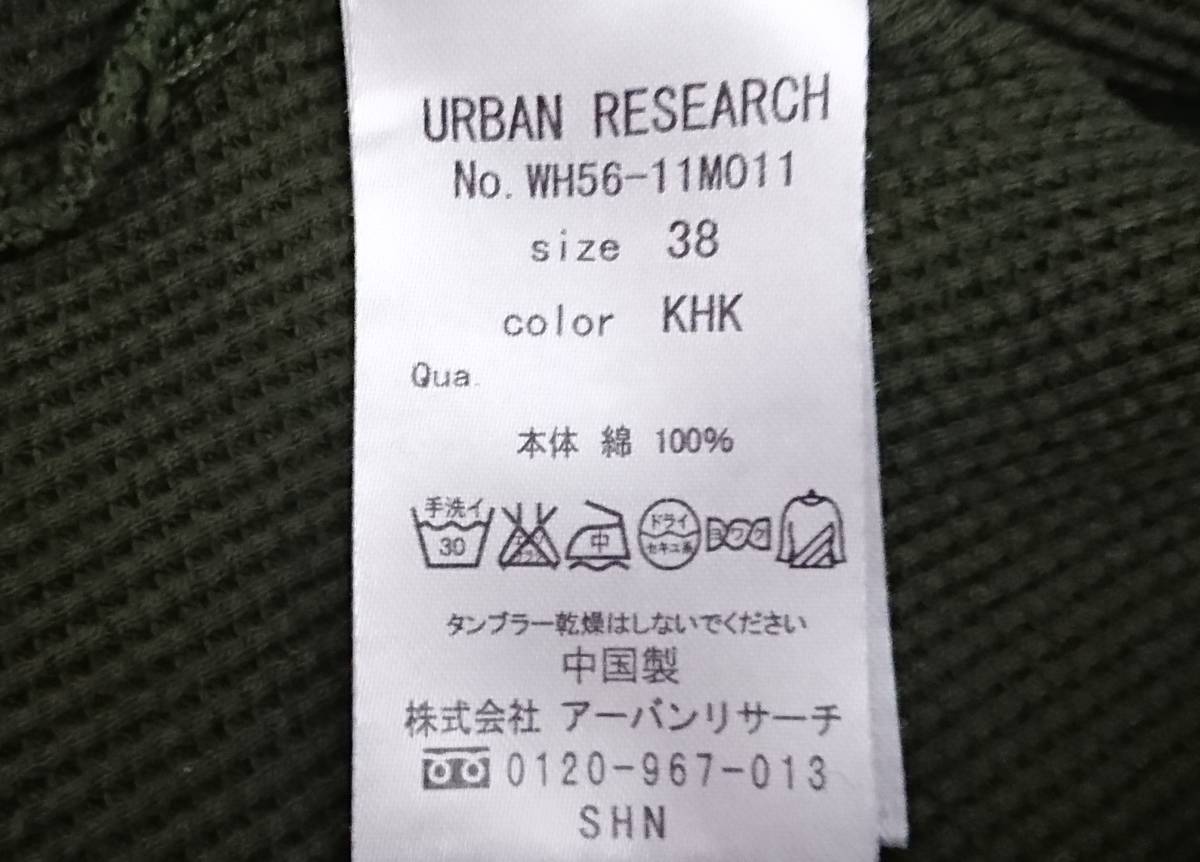 URBAN RESEARCH
No. WH56-11M011
size 38
color KHK
Qua.
本体 綿 100%
手洗イ
30
中
ドライ
セキユ系
ヨワク
タンブラー乾燥はしないでください
中国製
株式会社 アーバンリサーチ
0120-967-013
SHN